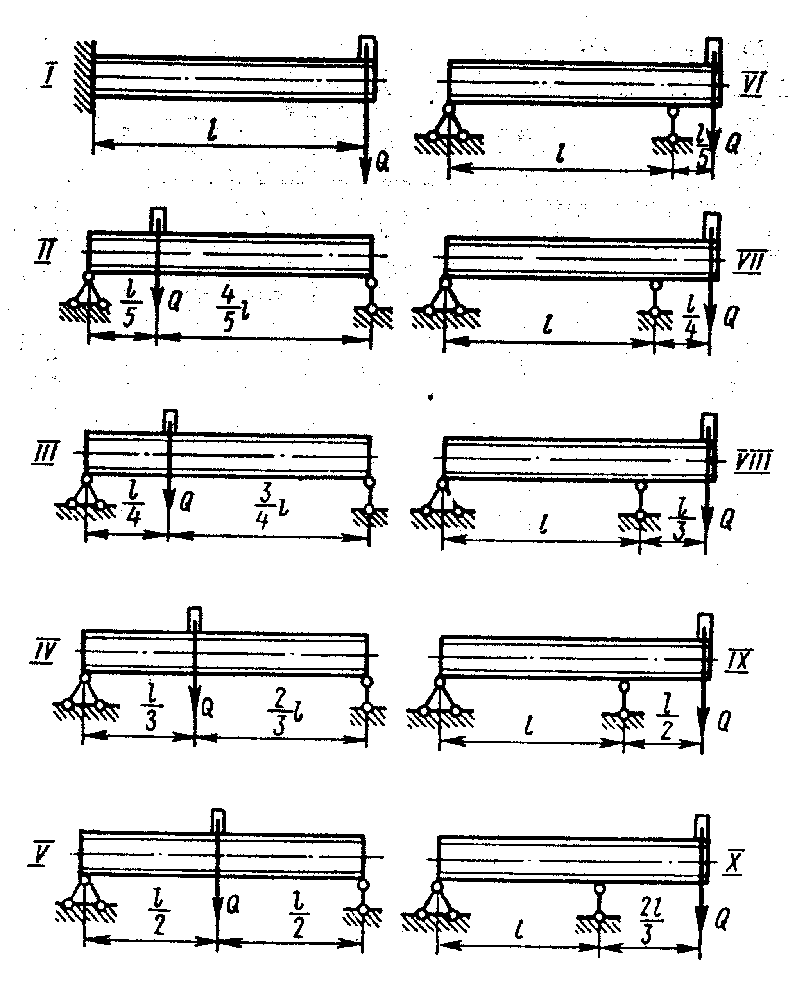 I
l
Q
VI
l
l/5
Q
II
l/5
Q
4/5 l
VII
l
l/4
Q
III
l/4
Q
3/4 l
VIII
l
l/3
Q
IV
l/3
Q
2/3 l
IX
l
l/2
Q
V
l/2
Q
l/2
X
l
2l/3
Q